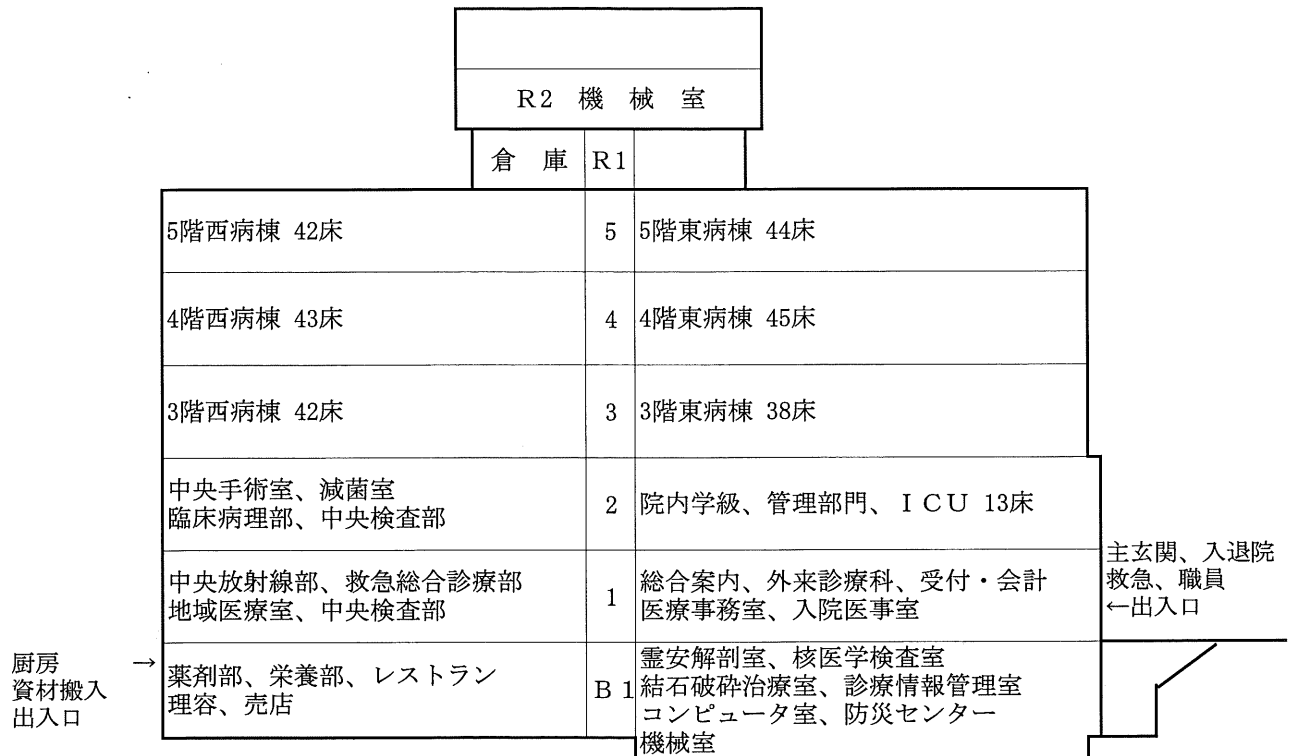 R2 機械室
倉庫 R1
5階西病棟 42床 5 5階東病棟 44床
4階西病棟 43床 4 4階東病棟 45床
3階西病棟 42床 3 3階東病棟 38床
中央手術室、滅菌室
臨床病理部、中央検査部
2
院内学級、管理部門、ICU 13床
中央放射線部、救急総合診療部
地域医療室、中央検査部
1
総合案内、外来診療科、受付・会計
医療事務室、入院医事室
主玄関、入退院
救急、職員
←出入口
厨房 →
資材搬入
出入口
薬剤部、栄養部、レストラン
理容、売店
B1
霊安解剖室、核医学検査室
結石破砕治療室、診療情報管理室
コンピュータ室、防災センター
機械室